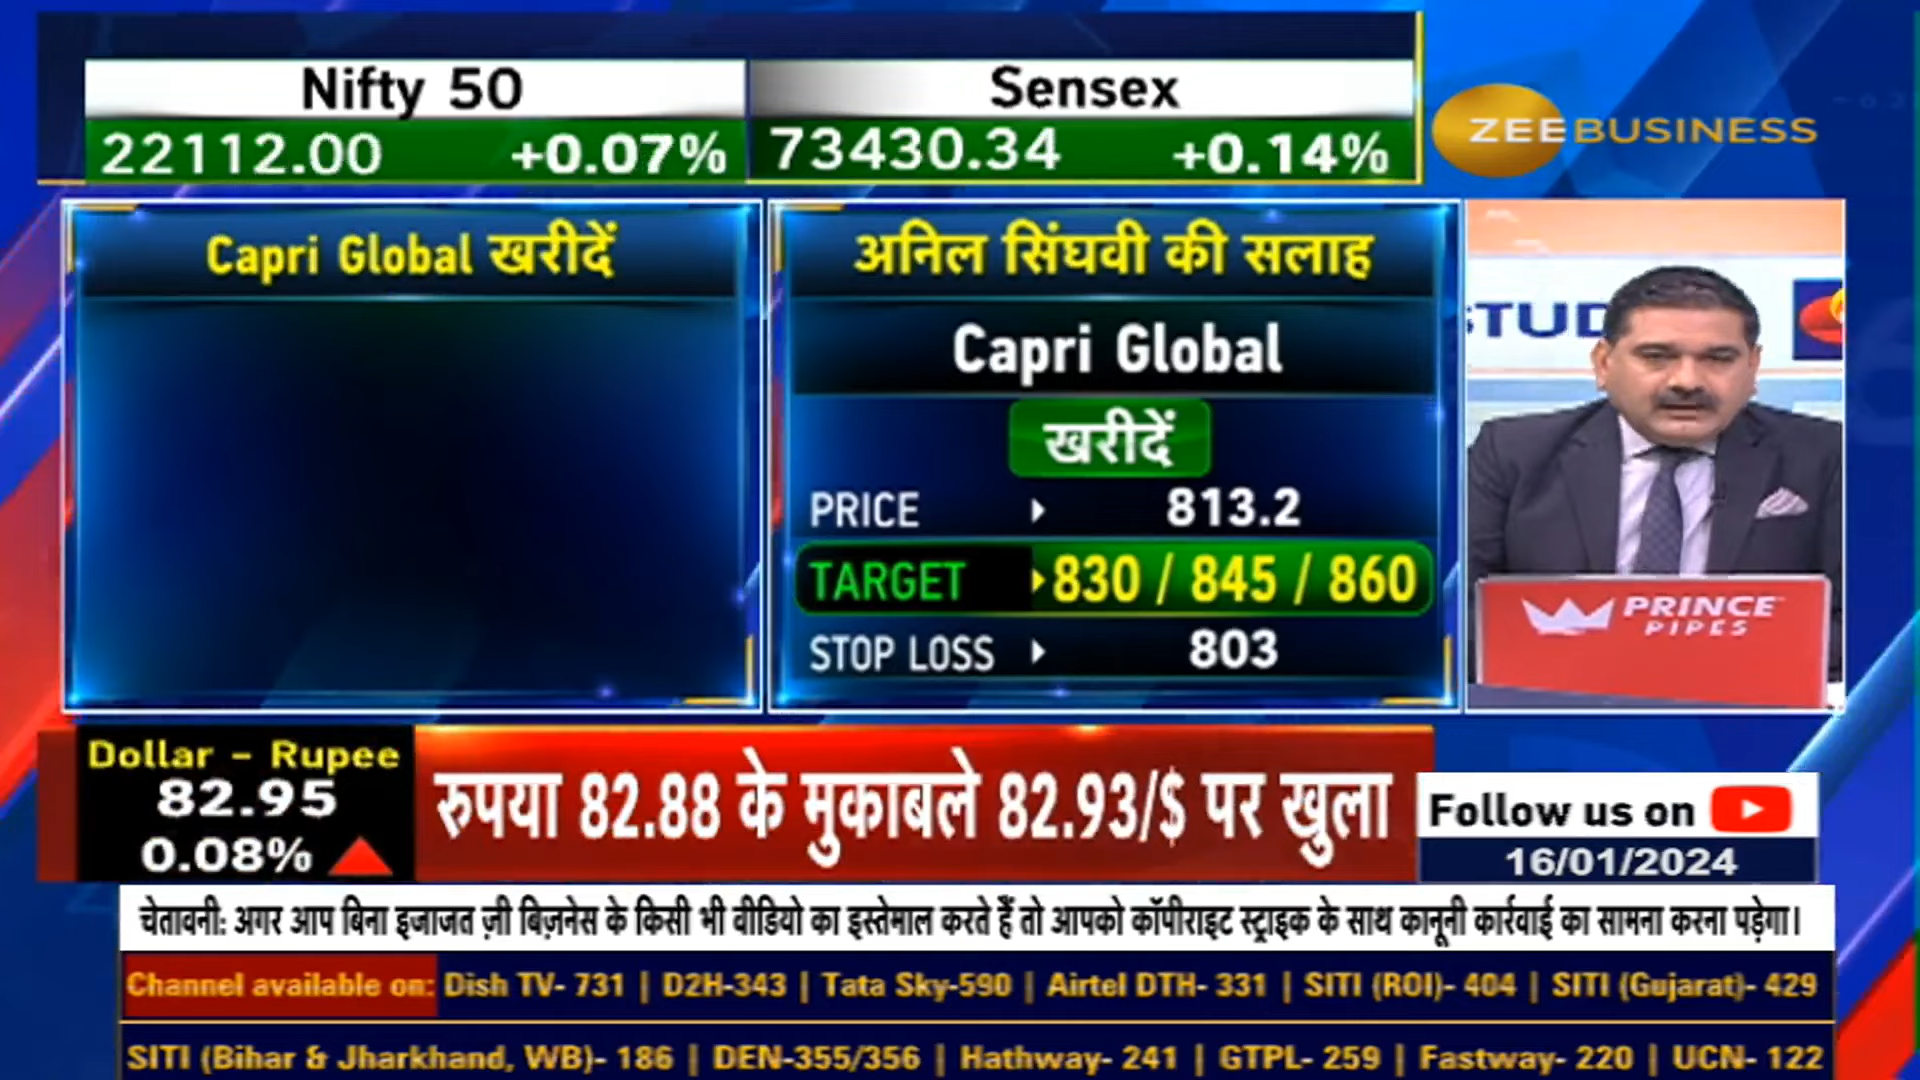 Nifty 50
22112.00 +0.07%
Sensex
73430.34 +0.14%
ZEEBUSINESS
Capri Global खरीदें
अनिल सिंघवी की सलाह
Capri Global
खरीदें
PRICE 813.2
TARGET 830 / 845 / 860
STOP LOSS 803
STUD
PRINCE
PIPES
Dollar – Rupee
82.95
0.08%
रुपया 82.88 के मुकाबले 82.93/$ पर खुला
Follow us on
16/01/2024
चेतावनी: अगर आप बिना इजाजत ज़ी बिज़नेस के किसी भी वीडियो का इस्तेमाल करते हैं तो आपको कॉपीराइट स्ट्राइक के साथ कानूनी कार्रवाई का सामना करना पड़ेगा।
Channel available on: Dish TV- 731 | D2H-343 | Tata Sky-590 | Airtel DTH- 331 | SITI (ROI)- 404 | SITI (Gujarat)- 429
SITI (Bihar & Jharkhand, WB)- 186 | DEN-355/356 | Hathway- 241 | GTPL- 259 | Fastway- 220 | UCN- 122